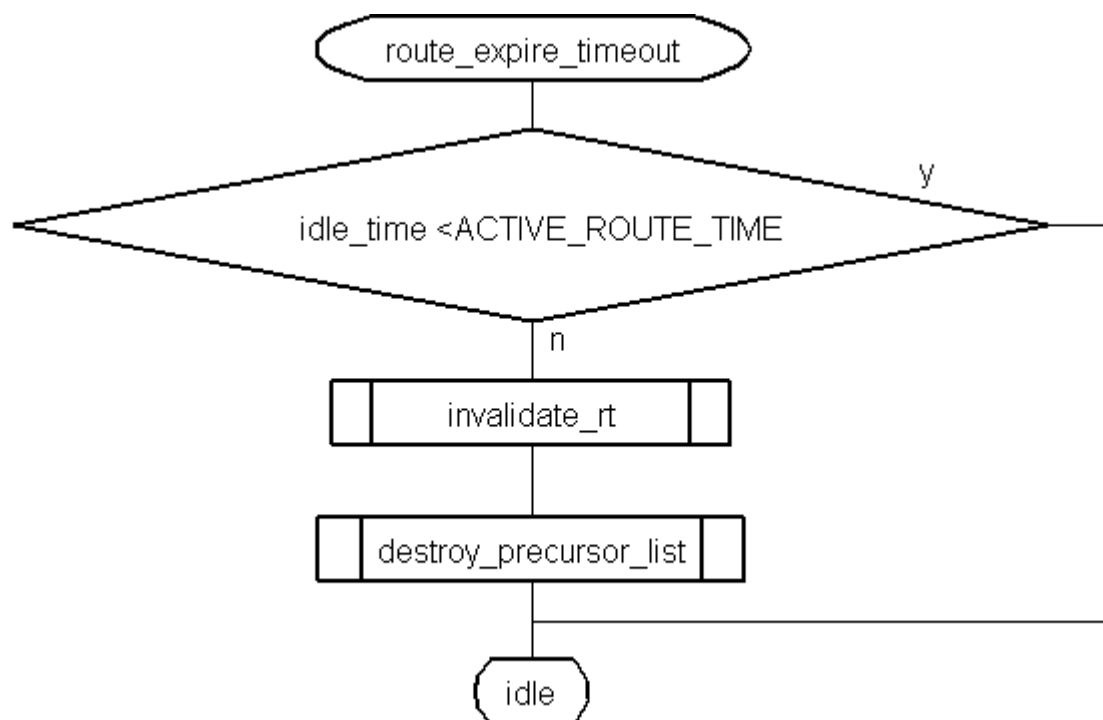 route_expire_timeout
y
idle_time <ACTIVE_ROUTE_TIME
n
invalidate_rt
destroy_precursor_list
idle